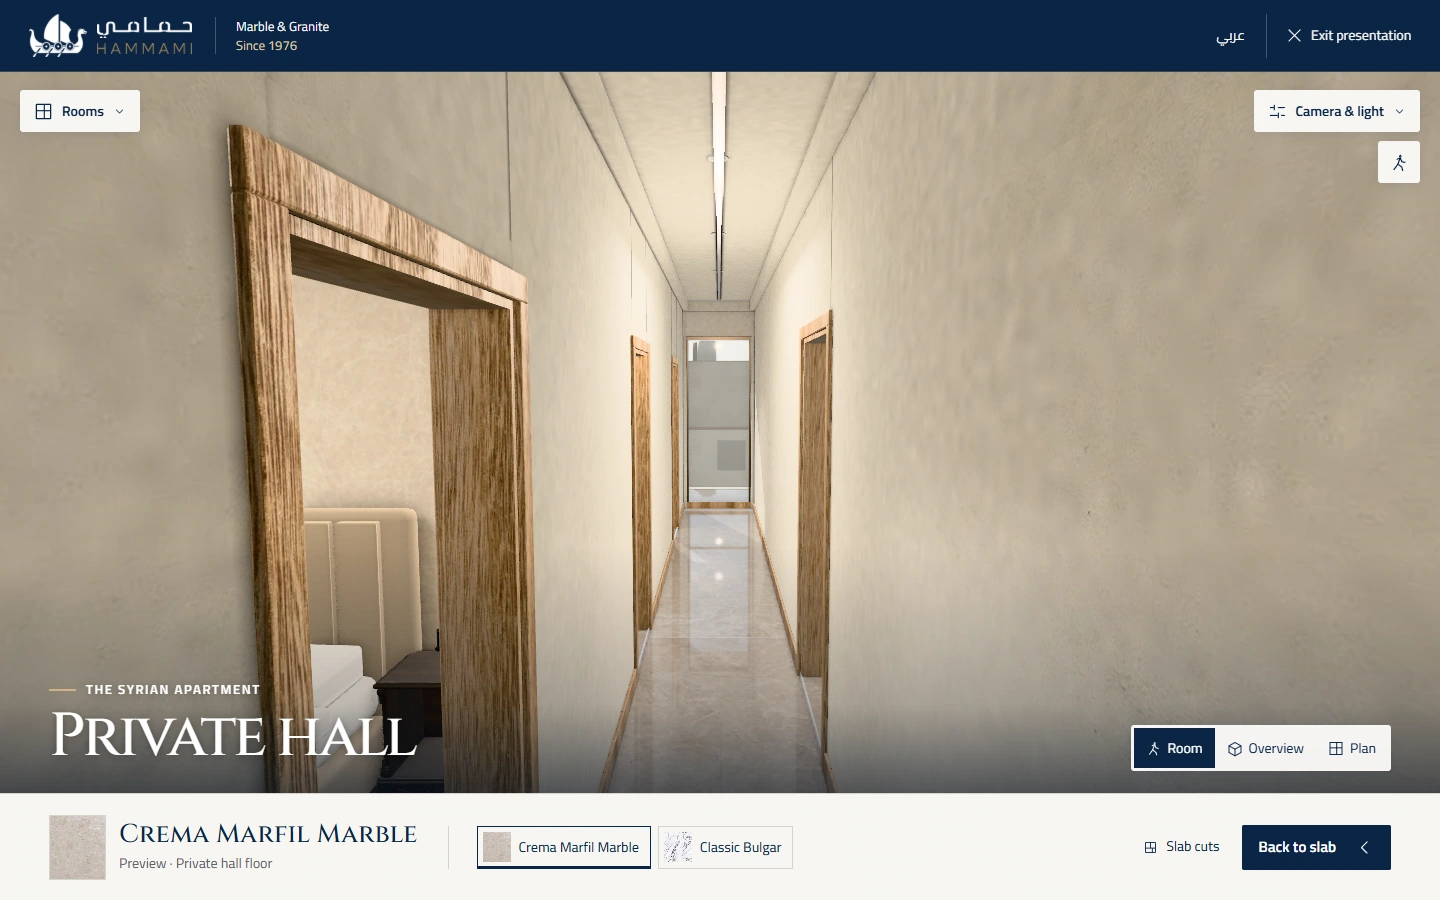 حمامي
HAMMAMI
Marble & Granite
Since 1976
عربي
Exit presentation
Rooms
Camera & light
THE SYRIAN APARTMENT
PRIVATE HALL
Room
Overview
Plan
CREMA MARFIL MARBLE
Preview · Private hall floor
Crema Marfil Marble
Classic Bulgar
Slab cuts
Back to slab